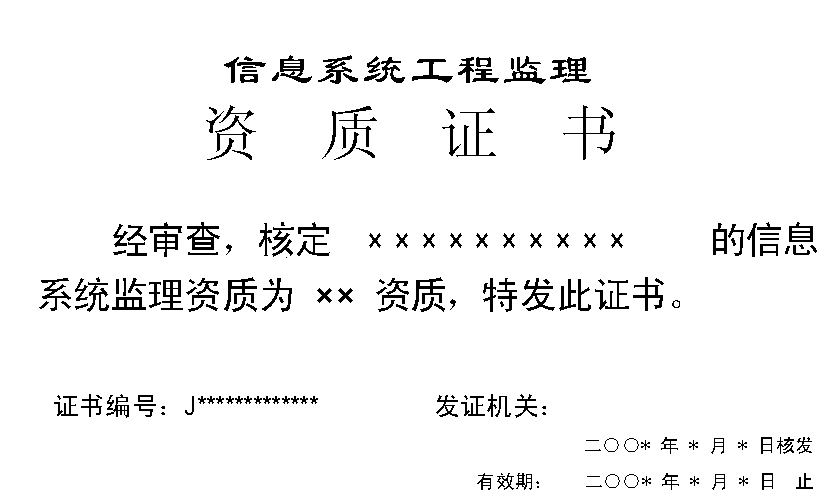 信息系统工程监理
资 质 证 书
经审查，核定 ×××××××××× 的信息
系统监理资质为 ×× 资质，特发此证书。
证书编号：J************* 发证机关：
二〇〇* 年 * 月 * 日核发
有效期： 二〇〇* 年 * 月 * 日 止